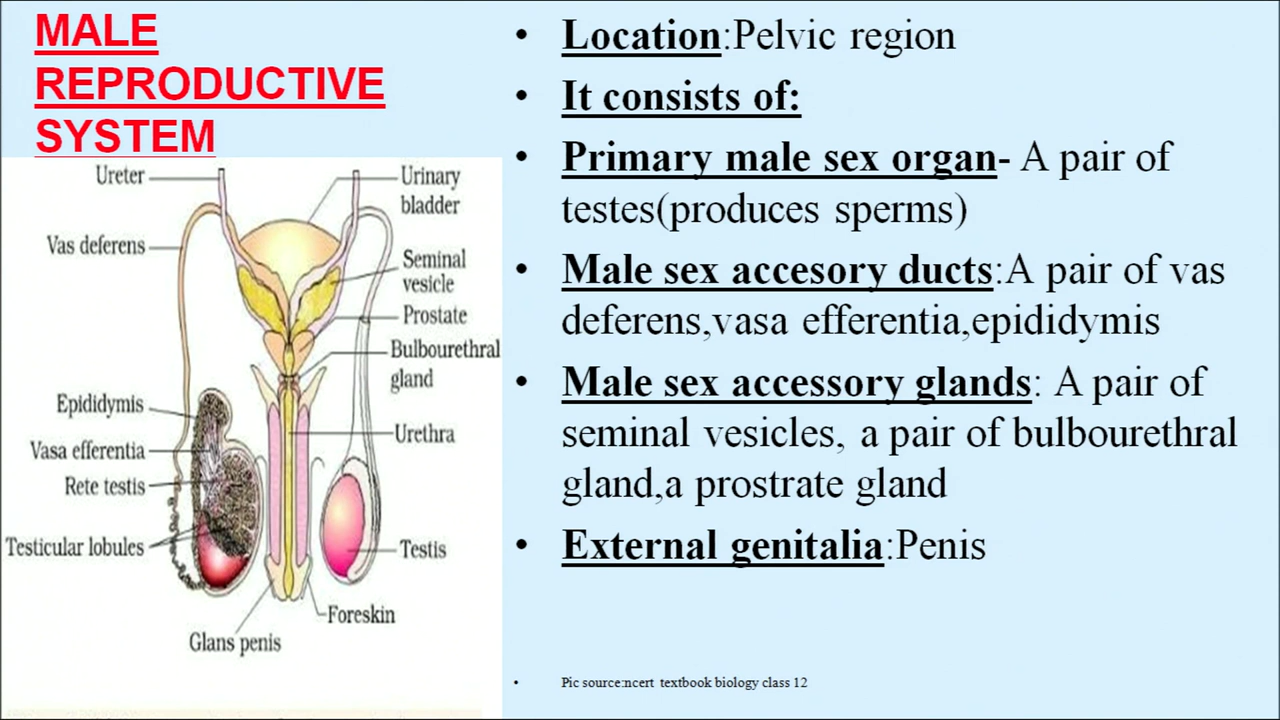 MALE
REPRODUCTIVE
SYSTEM
Ureter
Urinary
bladder
Vas deferens
Seminal
vesicle
Prostate
Bulbourethral
gland
Epididymis
Urethra
Vasa efferentia
Rete testis
Testicular lobules
Testis
Foreskin
Glans penis
• Location:Pelvic region
• It consists of:
• Primary male sex organ- A pair of
testes(produces sperms)
• Male sex accesory ducts:A pair of vas
deferens,vasa efferentia,epididymis
• Male sex accessory glands: A pair of
seminal vesicles, a pair of bulbourethral
gland,a prostrate gland
• External genitalia:Penis
• Pic source:ncert textbook biology class 12